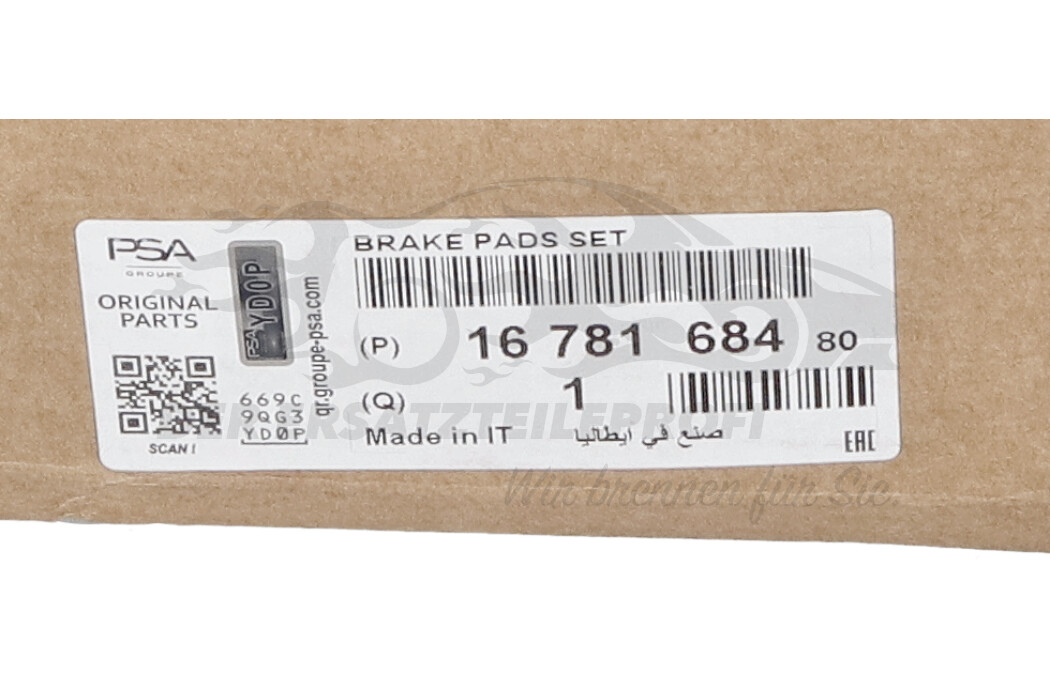 PSA
GROUPE
ORIGINAL
PARTS
SCAN !
PSA YD0P
669C
9QG3
YD0P
qr.groupe-psa.com
BRAKE PADS SET
(P) 16 781 684 80
(Q) 1
Made in IT صنع في ايطاليا
EAC
ERSATZTEILEPROFI
Wir brennen für Sie.